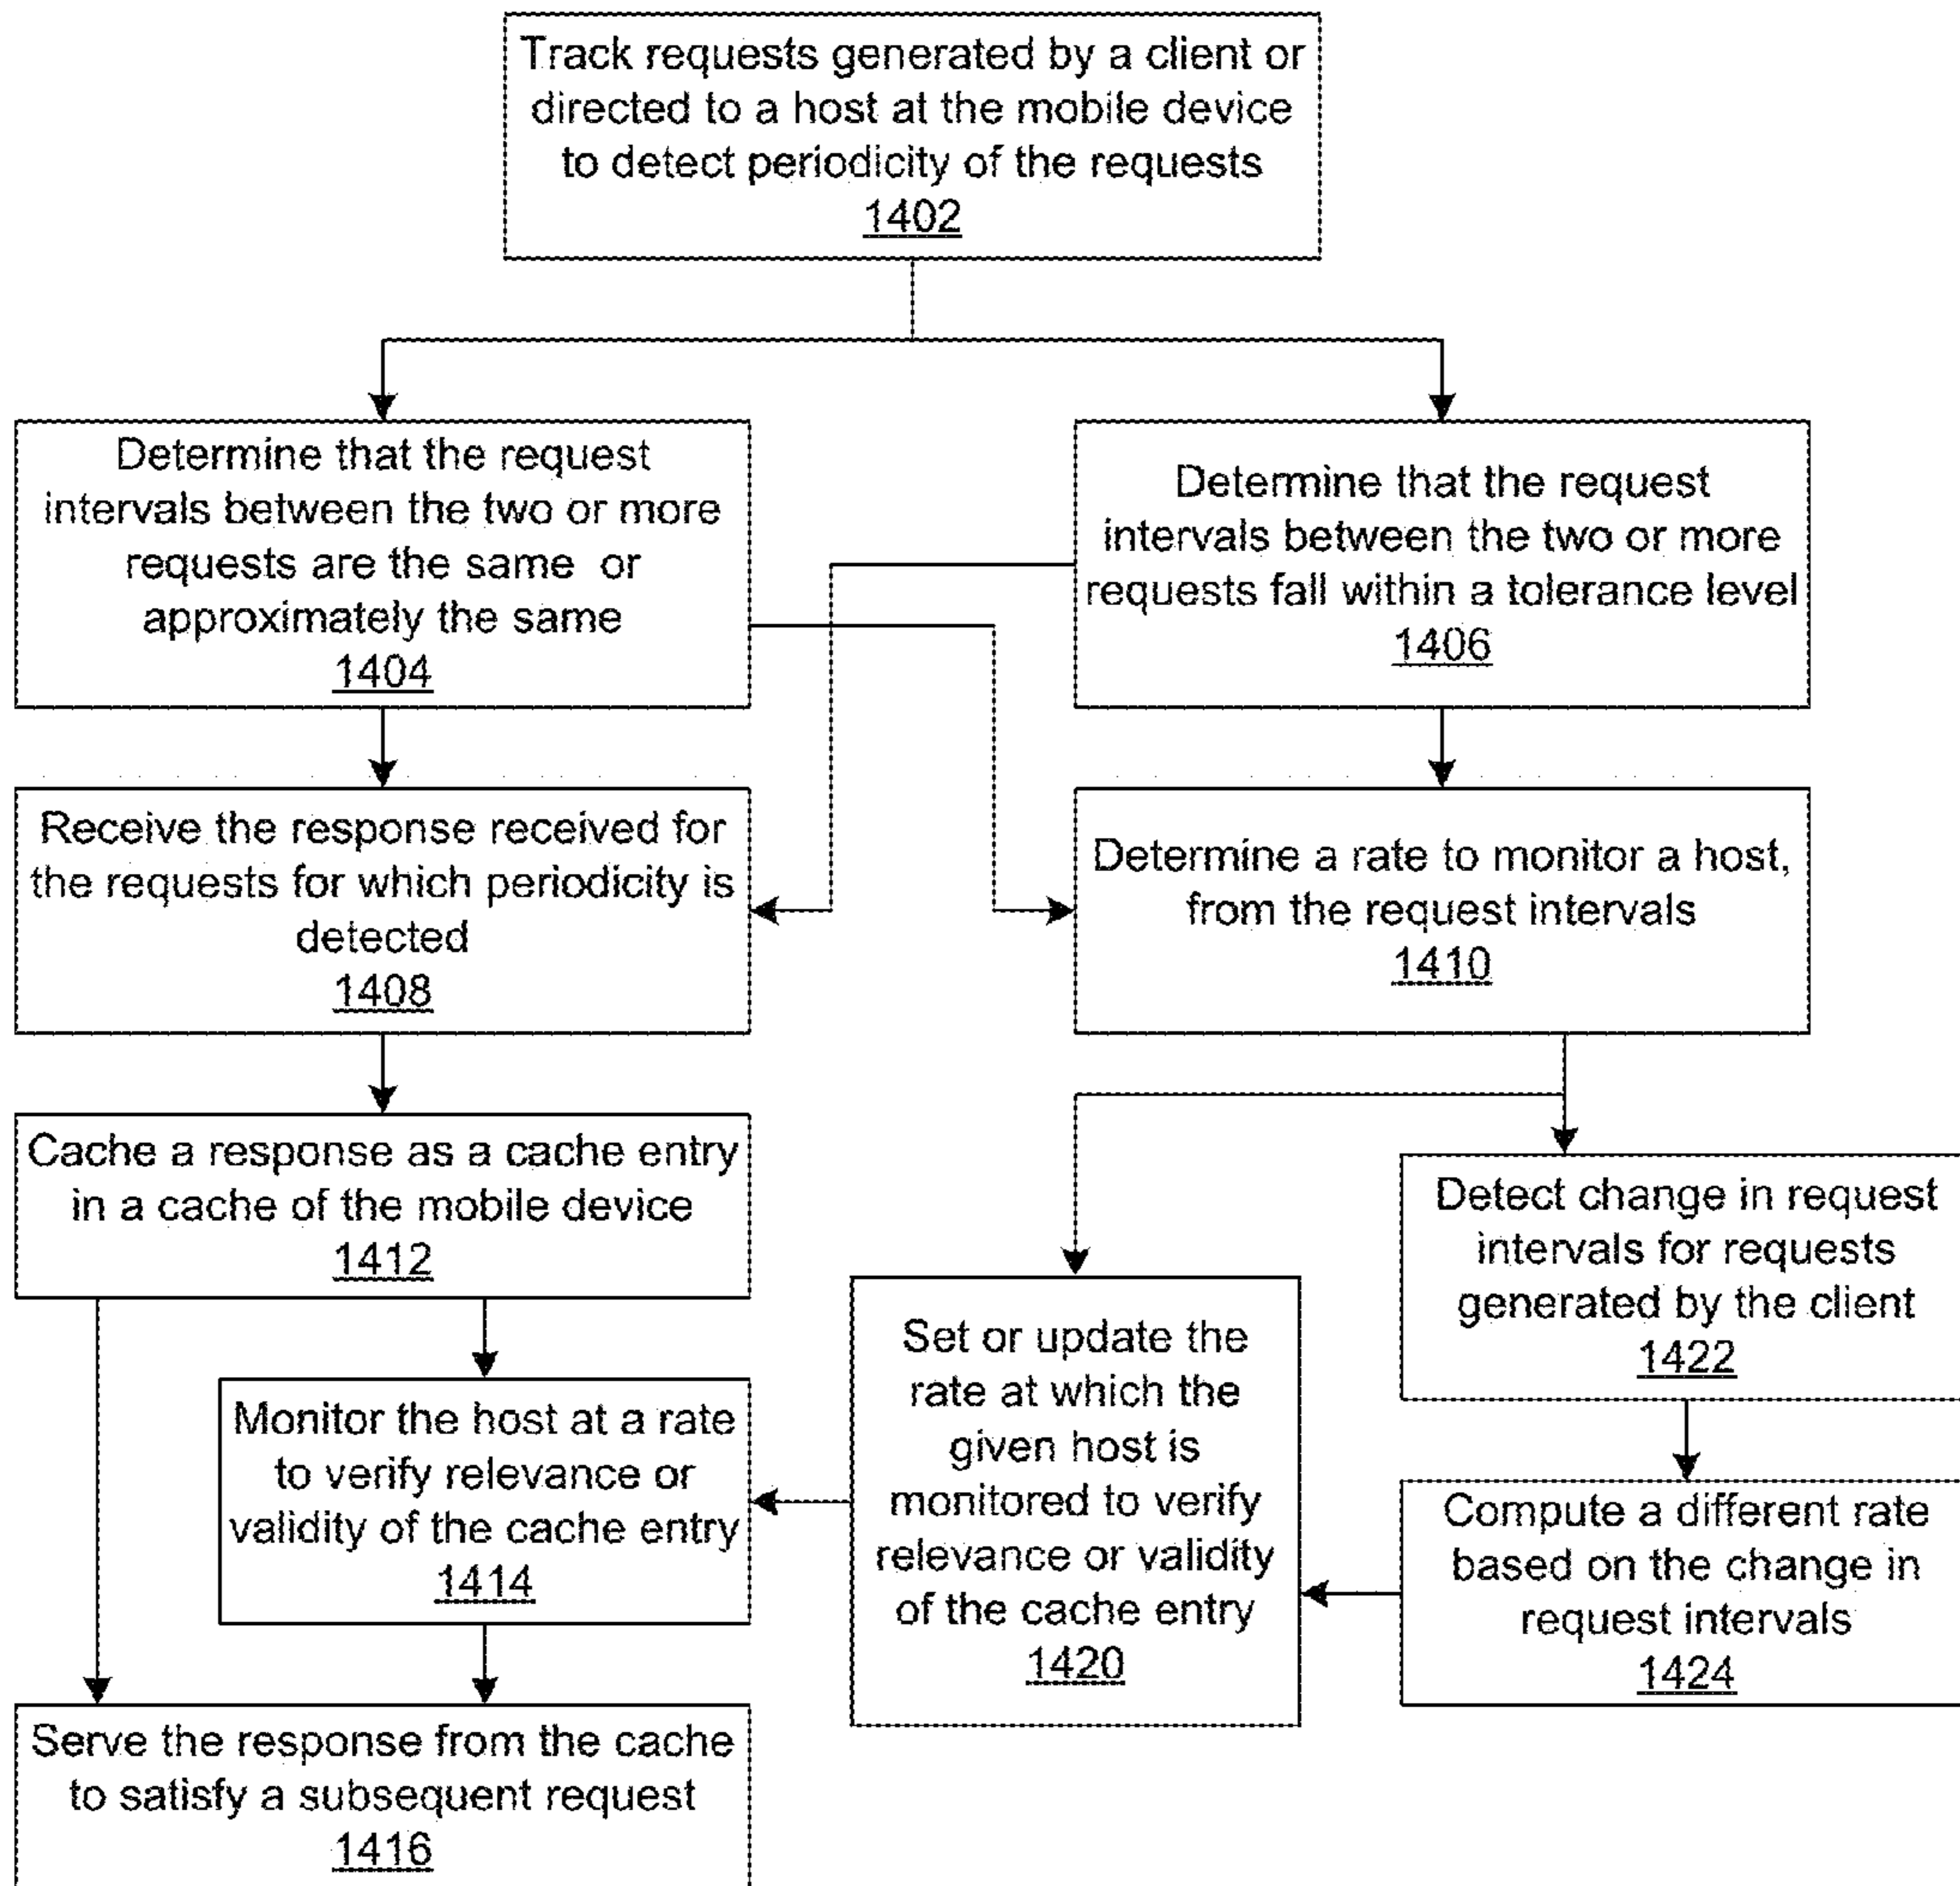 Track requests generated by a client or
directed to a host at the mobile device
to detect periodicity of the requests
1402
Determine that the request
intervals between the two or more
requests are the same or
approximately the same
1404
Determine that the request
intervals between the two or more
requests fall within a tolerance level
1406
Receive the response received for
the requests for which periodicity is
detected
1408
Determine a rate to monitor a host,
from the request intervals
1410
Cache a response as a cache entry
in a cache of the mobile device
1412
Detect change in request
intervals for requests
generated by the client
1422
Set or update the
rate at which the
given host is
monitored to verify
relevance or validity
of the cache entry
1420
Monitor the host at a rate
to verify relevance or
validity of the cache entry
1414
Compute a different rate
based on the change in
request intervals
1424
Serve the response from the cache
to satisfy a subsequent request
1416